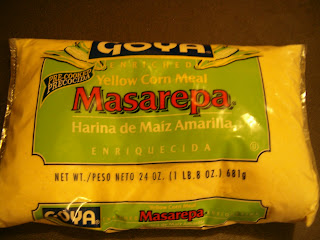 GOYA
PRE-COOKED
PRECOCIDA
Yellow Corn Meal
Masarepa
Harina de Maiz Amarilla
ENRIQUECIDA
NET WT./PESO NETO 24 OZ. (1 LB. 8 OZ.) 681g
GOYA
Masarepa